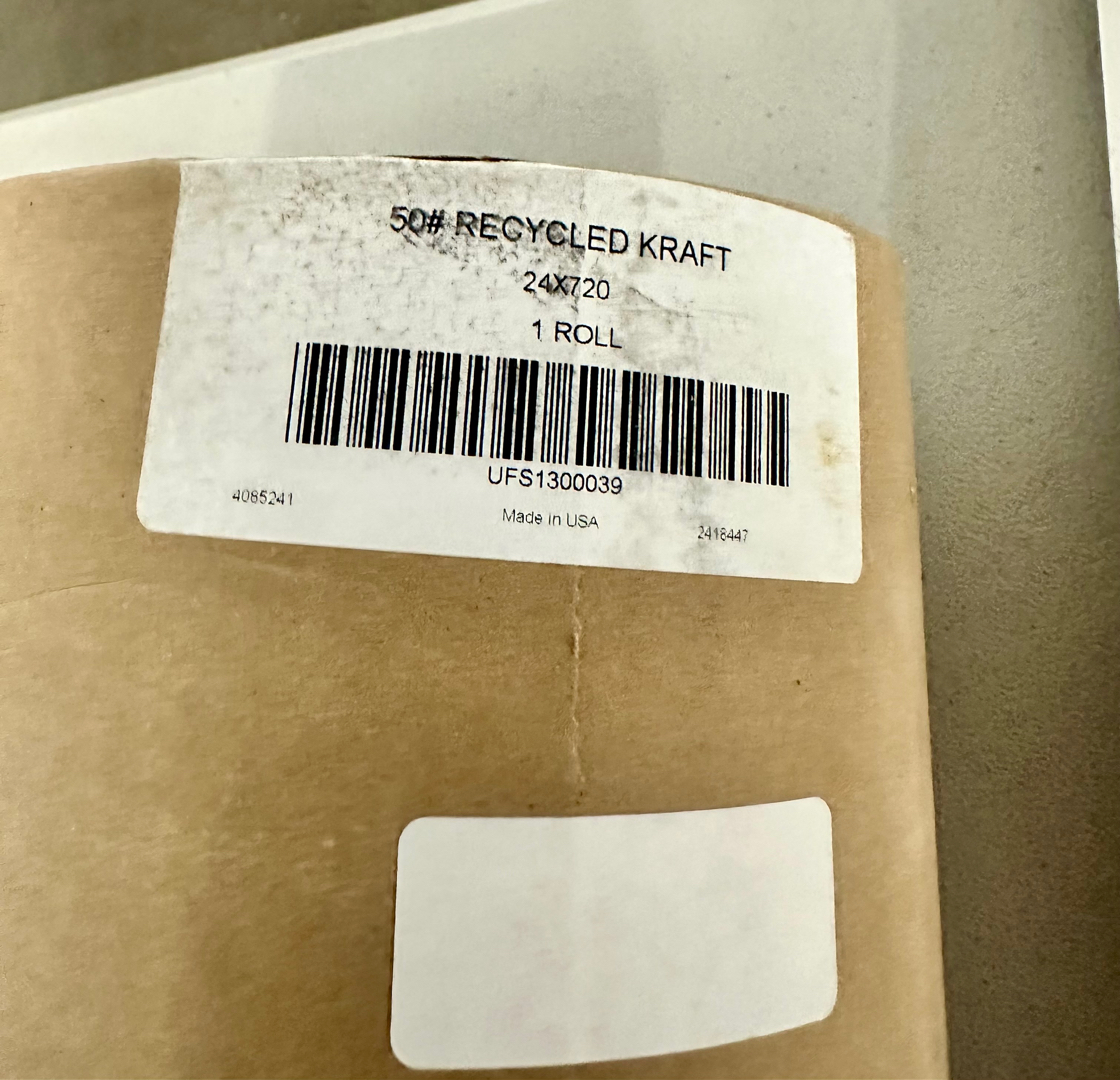 50# RECYCLED KRAFT
24X720
1 ROLL
UFS1300039
4085241
Made in USA
2418447